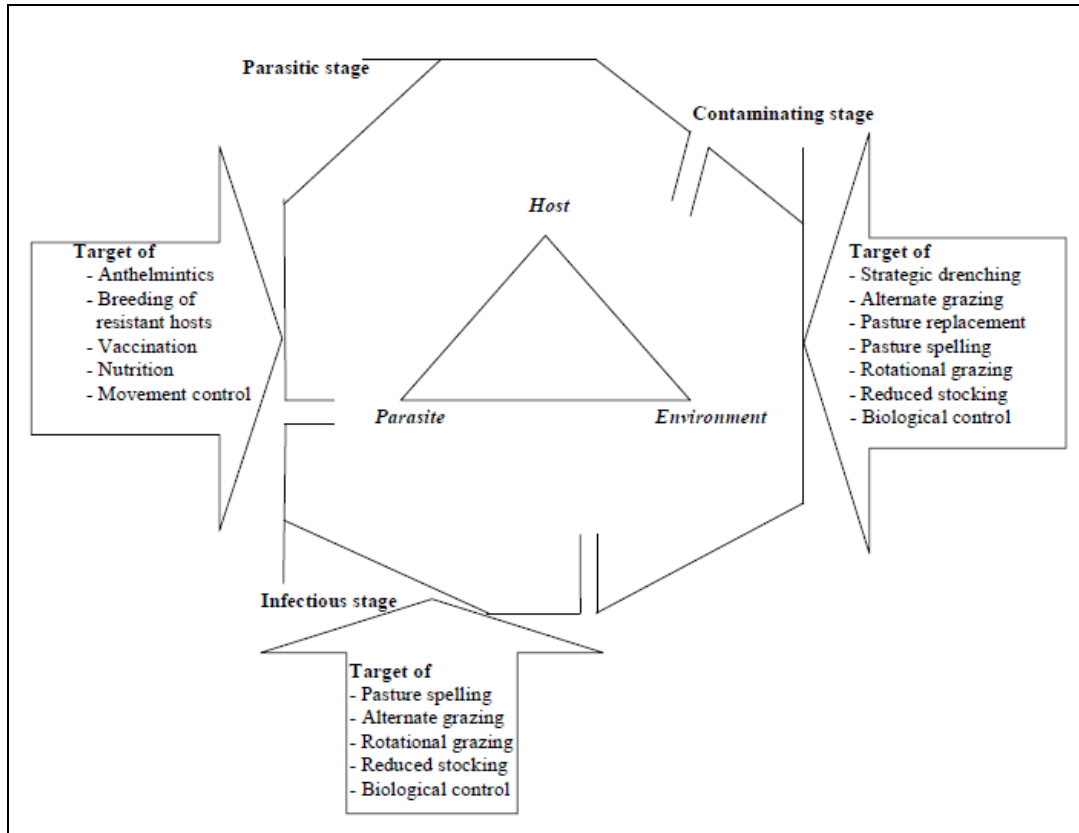 Parasitic stage
Contaminating stage
Host
Target of
- Anthelmintics
- Breeding of
resistant hosts
- Vaccination
- Nutrition
- Movement control
Target of
- Strategic drenching
- Alternate grazing
- Pasture replacement
- Pasture spelling
- Rotational grazing
- Reduced stocking
- Biological control
Parasite
Environment
Infectious stage
Target of
- Pasture spelling
- Alternate grazing
- Rotational grazing
- Reduced stocking
- Biological control